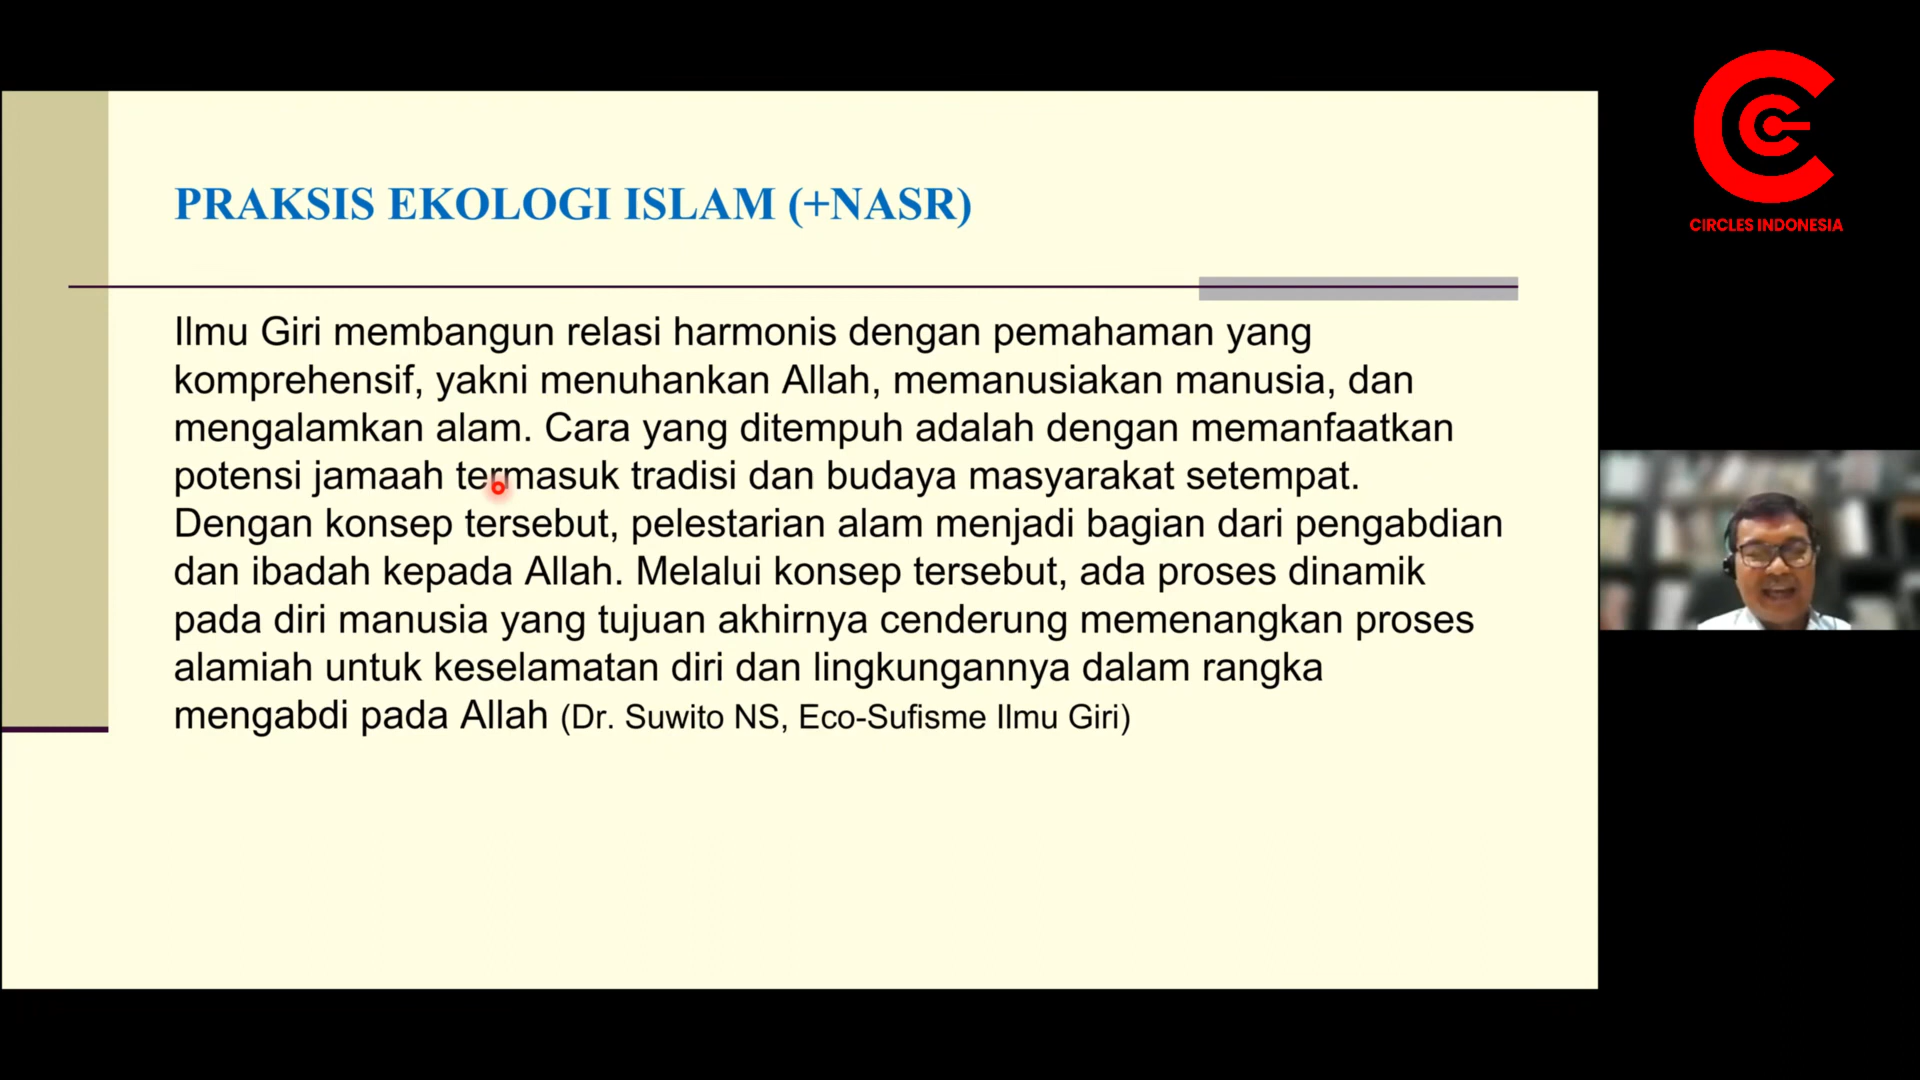 PRAKSIS EKOLOGI ISLAM (+NASR)
Ilmu Giri membangun relasi harmonis dengan pemahaman yang
komprehensif, yakni menuhankan Allah, memanusiakan manusia, dan
mengalamkan alam. Cara yang ditempuh adalah dengan memanfaatkan
potensi jamaah termasuk tradisi dan budaya masyarakat setempat.
Dengan konsep tersebut, pelestarian alam menjadi bagian dari pengabdian
dan ibadah kepada Allah. Melalui konsep tersebut, ada proses dinamik
pada diri manusia yang tujuan akhirnya cenderung memenangkan proses
alamiah untuk keselamatan diri dan lingkungannya dalam rangka
mengabdi pada Allah (Dr. Suwito NS, Eco-Sufisme Ilmu Giri)
CIRCLES INDONESIA